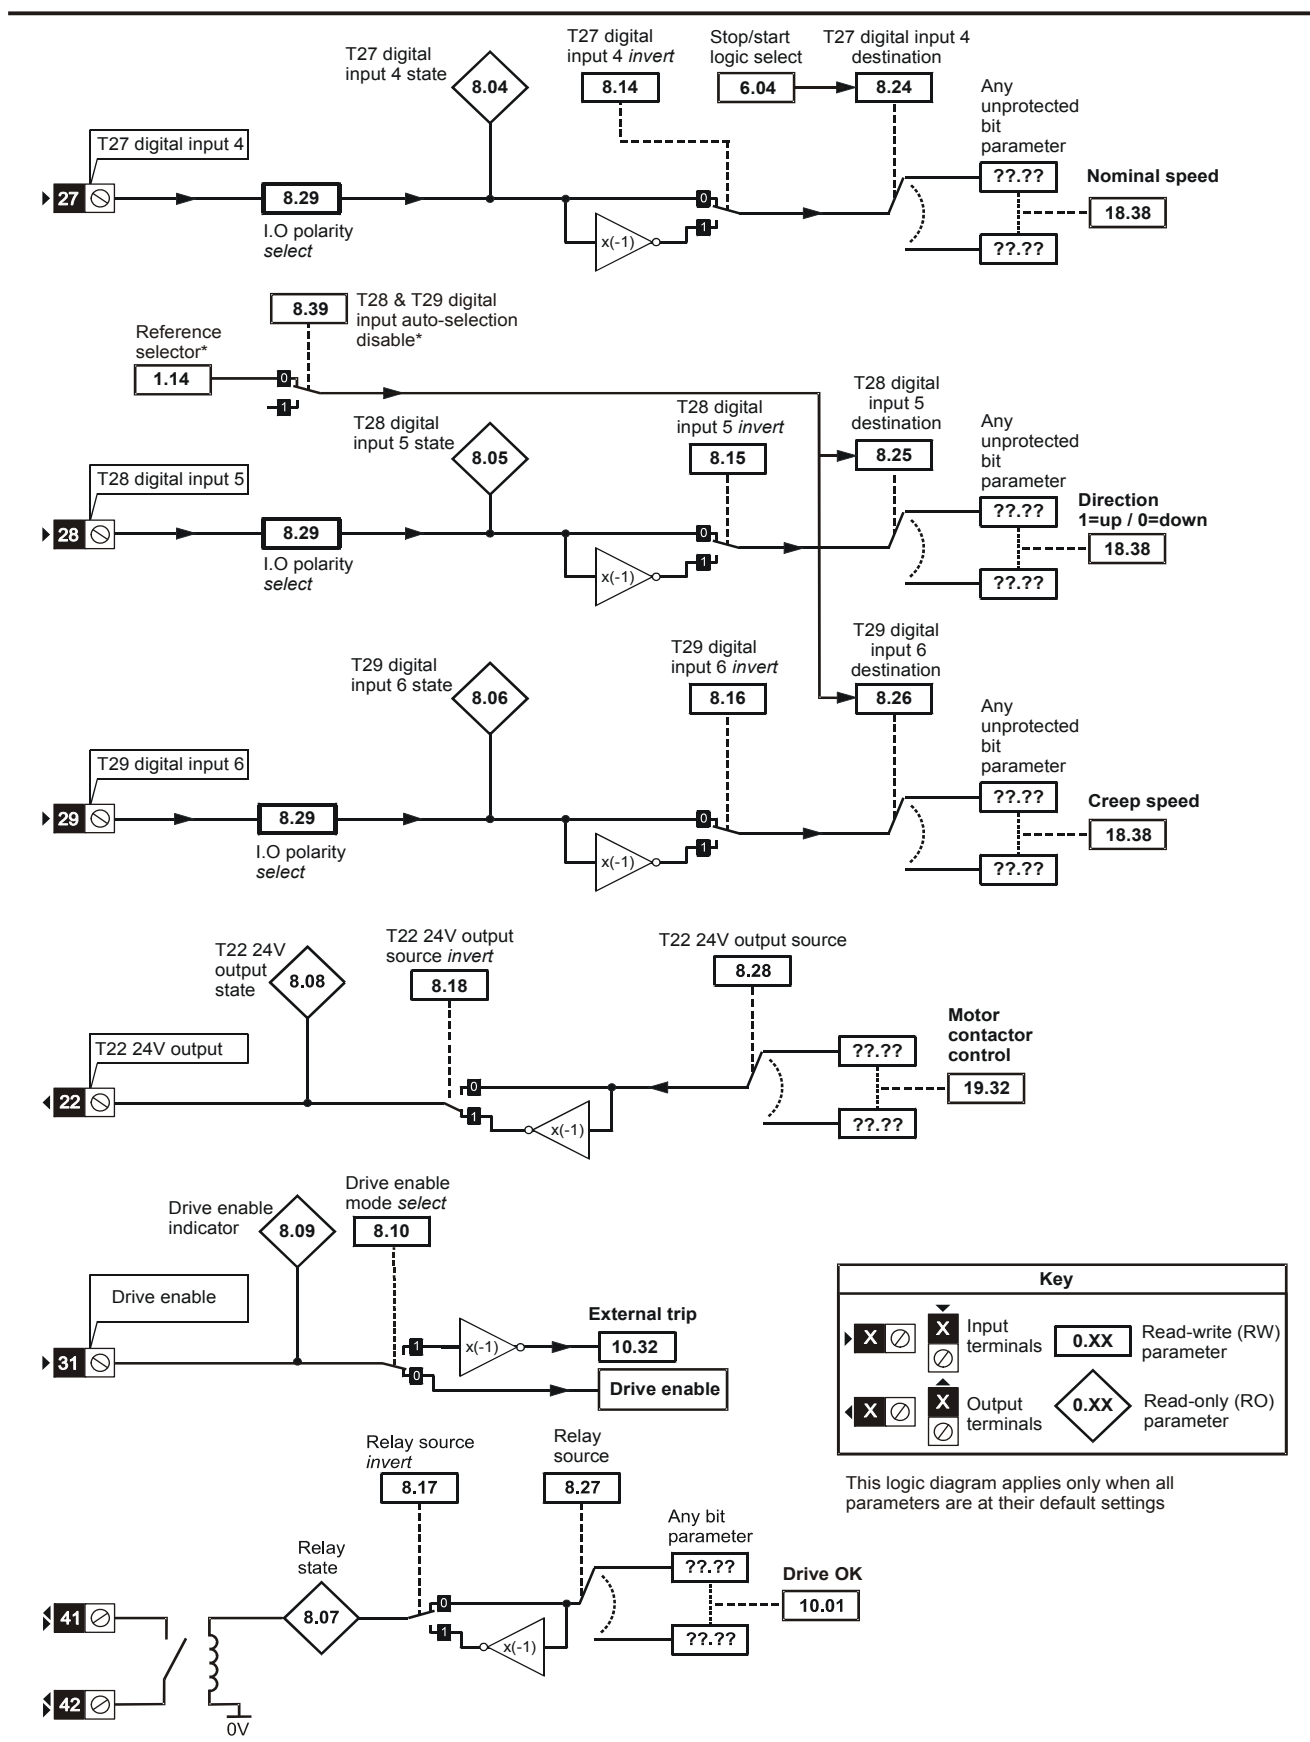 T27 digital
input 4 state
8.04
T27 digital
input 4 invert
8.14
Stop/start
logic select
6.04
T27 digital input 4
destination
8.24
Any
unprotected
bit
parameter
T27 digital input 4
27
8.29
I.O polarity
select
x(-1)
0
1
??.??
??.??
Nominal speed
18.38
8.39
T28 & T29 digital
input auto-selection
disable*
Reference
selector*
1.14
0
1
T28 digital
input 5 state
8.05
T28 digital
input 5 invert
8.15
T28 digital
input 5
destination
8.25
Any
unprotected
bit
parameter
T28 digital input 5
28
8.29
I.O polarity
select
x(-1)
0
1
??.??
??.??
Direction
1=up / 0=down
18.38
T29 digital
input 6 state
8.06
T29 digital
input 6 invert
8.16
T29 digital
input 6
destination
8.26
Any
unprotected
bit
parameter
T29 digital input 6
29
8.29
I.O polarity
select
x(-1)
0
1
??.??
??.??
Creep speed
18.38
T22 24V
output
state
8.08
T22 24V output
source invert
8.18
T22 24V output source
8.28
T22 24V output
22
0
1
x(-1)
??.??
??.??
Motor
contactor
control
19.32
Drive enable
indicator
8.09
Drive enable
mode select
8.10
Drive enable
31
1
0
x(-1)
External trip
10.32
Drive enable
Key
X
X
Input
terminals
0.XX
Read-write (RW)
parameter
X
X
Output
terminals
0.XX
Read-only (RO)
parameter
This logic diagram applies only when all
parameters are at their default settings
Relay source
invert
8.17
Relay
source
8.27
Any bit
parameter
Relay
state
8.07
41
42
0V
0
1
x(-1)
??.??
??.??
Drive OK
10.01